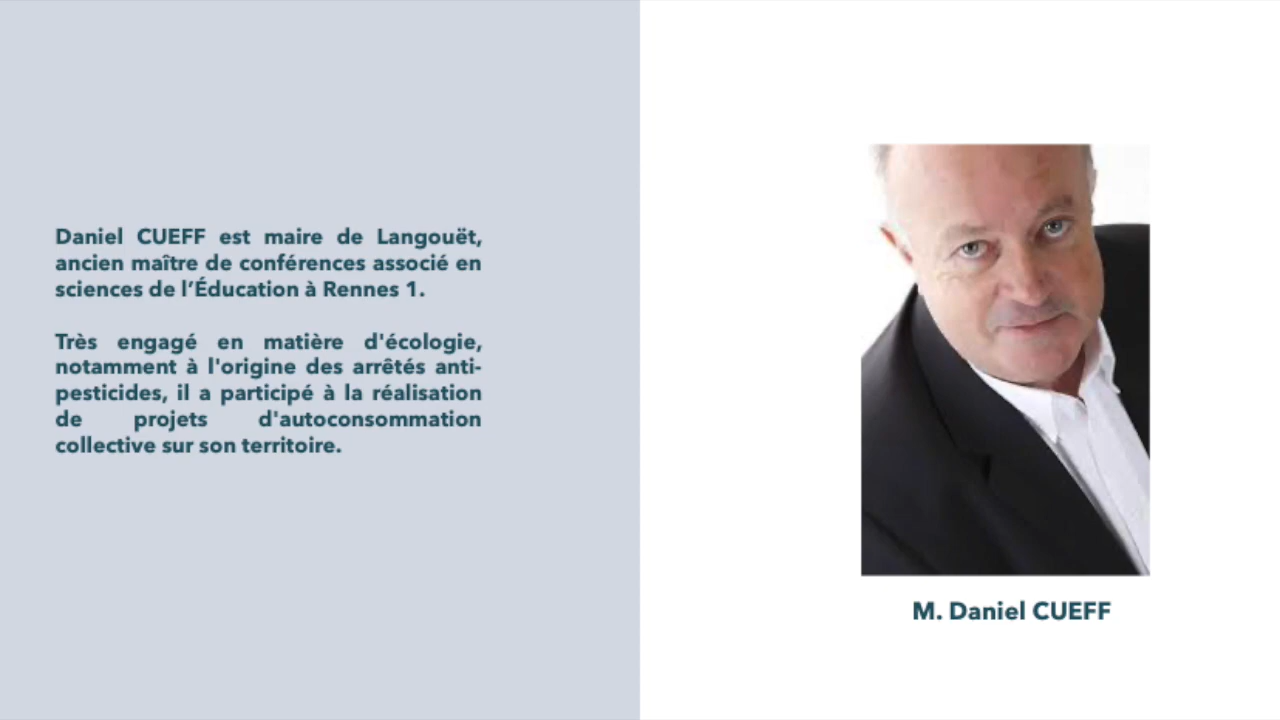 Daniel CUEFF est maire de Langouët,
ancien maître de conférences associé en
sciences de l’Éducation à Rennes 1.
Très engagé en matière d'écologie,
notamment à l'origine des arrêtés anti-
pesticides, il a participé à la réalisation
de projets d'autoconsommation
collective sur son territoire.
M. Daniel CUEFF